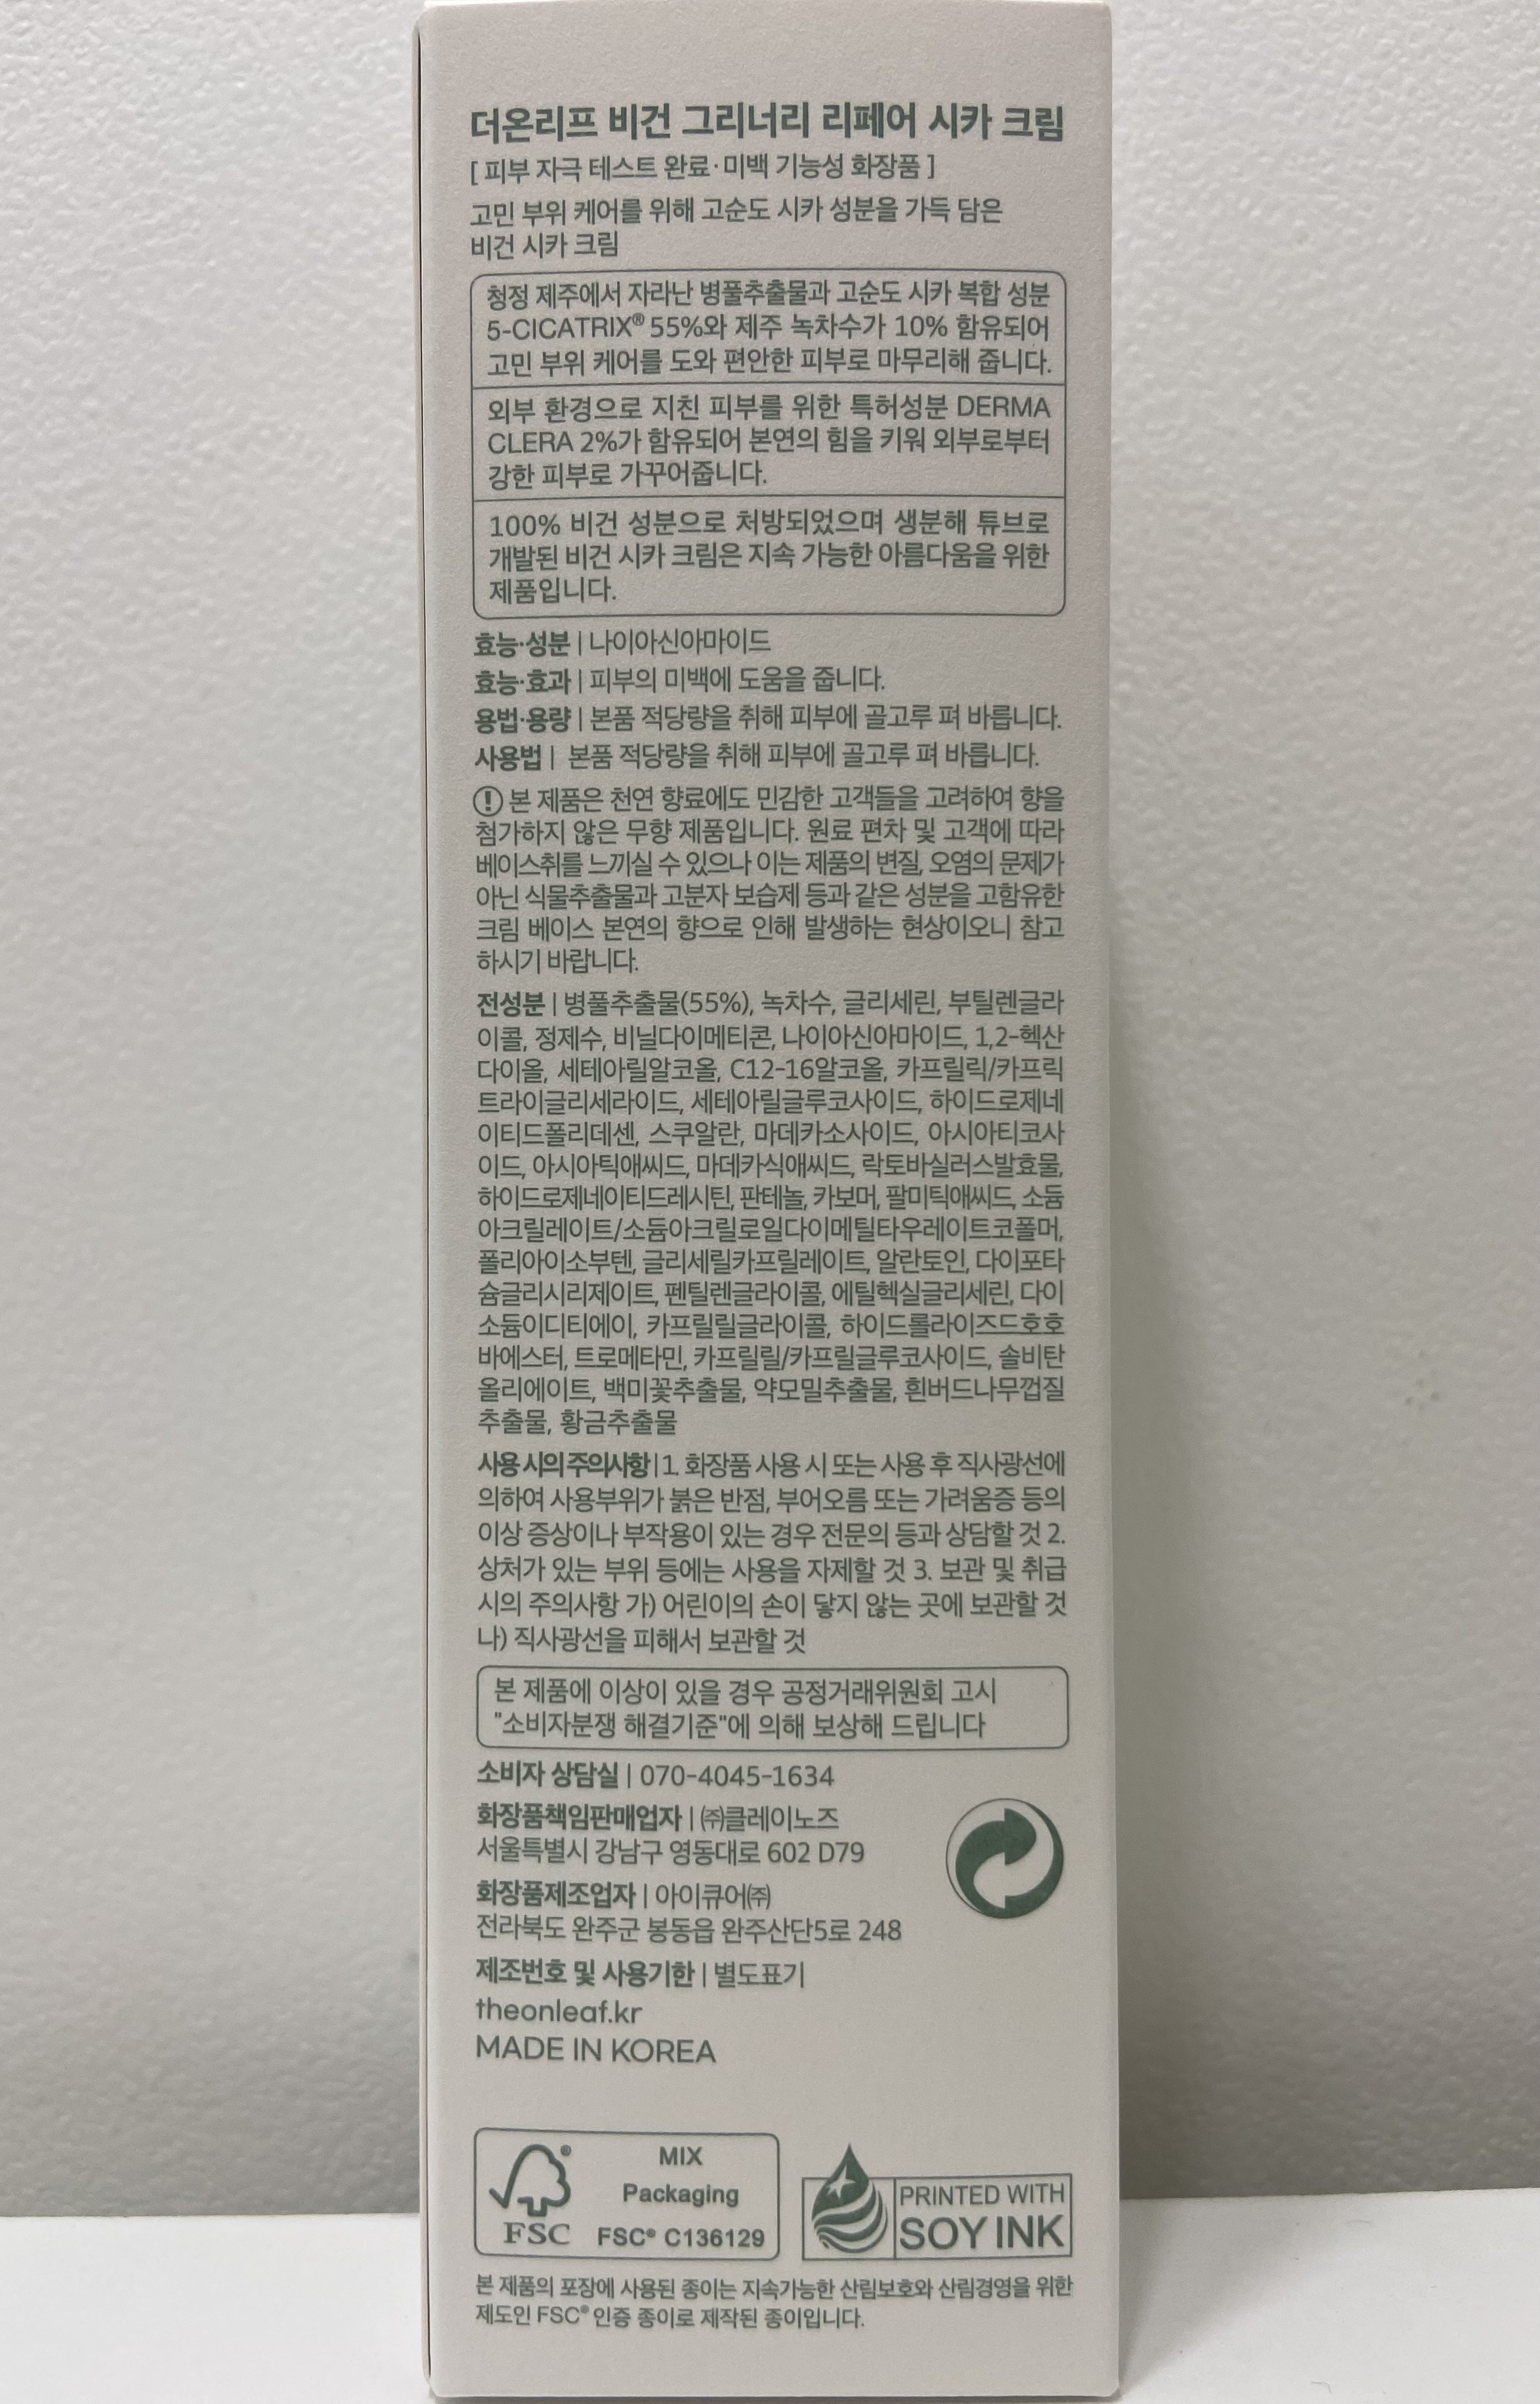 더온리프 비건 그리너리 리페어 시카 크림
[ 피부 자극 테스트 완료·미백 기능성 화장품 ]
고민 부위 케어를 위해 고순도 시카 성분을 가득 담은
비건 시카 크림
청정 제주에서 자라난 병풀추출물과 고순도 시카 복합 성분
5-CICATRIX® 55%와 제주 녹차수가 10% 함유되어
고민 부위 케어를 도와 편안한 피부로 마무리해 줍니다.
외부 환경으로 지친 피부를 위한 특허성분 DERMA
CLERA 2%가 함유되어 본연의 힘을 키워 외부로부터
강한 피부로 가꾸어줍니다.
100% 비건 성분으로 처방되었으며 생분해 튜브로
개발된 비건 시카 크림은 지속 가능한 아름다움을 위한
제품입니다.
효능·성분 | 나이아신아마이드
효능·효과 | 피부의 미백에 도움을 줍니다.
용법·용량 | 본품 적당량을 취해 피부에 골고루 펴 바릅니다.
사용법 | 본품 적당량을 취해 피부에 골고루 펴 바릅니다.
! 본 제품은 천연 향료에도 민감한 고객들을 고려하여 향을
첨가하지 않은 무향 제품입니다. 원료 편차 및 고객에 따라
베이스취를 느끼실 수 있으나 이는 제품의 변질, 오염의 문제가
아닌 식물추출물과 고분자 보습제 등과 같은 성분을 고함유한
크림 베이스 본연의 향으로 인해 발생하는 현상이오니 참고
하시기 바랍니다.
전성분 | 병풀추출물(55%), 녹차수, 글리세린, 부틸렌글라
이콜, 정제수, 비닐다이메티콘, 나이아신아마이드, 1,2-헥산
다이올, 세테아릴알코올, C12-16알코올, 카프릴릭/카프릭
트라이글리세라이드, 세테아릴글루코사이드, 하이드로제네
이티드폴리데센, 스쿠알란, 마데카소사이드, 아시아티코사
이드, 아시아틱애씨드, 마데카식애씨드, 락토바실러스발효물,
하이드로제네이티드레시틴, 판테놀, 카보머, 팔미틱애씨드, 소듐
아크릴레이트/소듐아크릴로일다이메틸타우레이트코폴머,
폴리아이소부텐, 글리세릴카프릴레이트, 알란토인, 다이포타
슘글리시리제이트, 펜틸렌글라이콜, 에틸헥실글리세린, 다이
소듐이디티에이, 카프릴릴글라이콜, 하이드롤라이즈드호호
바에스터, 트로메타민, 카프릴릴/카프릴글루코사이드, 솔비탄
올리에이트, 백미꽃추출물, 약모밀추출물, 흰버드나무껍질
추출물, 황금추출물
사용 시의 주의사항 | 1. 화장품 사용 시 또는 사용 후 직사광선에
의하여 사용부위가 붉은 반점, 부어오름 또는 가려움증 등의
이상 증상이나 부작용이 있는 경우 전문의 등과 상담할 것 2.
상처가 있는 부위 등에는 사용을 자제할 것 3. 보관 및 취급
시의 주의사항 가) 어린이의 손이 닿지 않는 곳에 보관할 것
나) 직사광선을 피해서 보관할 것
본 제품에 이상이 있을 경우 공정거래위원회 고시
"소비자분쟁 해결기준"에 의해 보상해 드립니다
소비자 상담실 | 070-4045-1634
화장품책임판매업자 | ㈜클레이노즈
서울특별시 강남구 영동대로 602 D79
화장품제조업자 | 아이큐어㈜
전라북도 완주군 봉동읍 완주산단5로 248
제조번호 및 사용기한 | 별도표기
theonleaf.kr
MADE IN KOREA
FSC
MIX
Packaging
FSC® C136129
PRINTED WITH
SOY INK
본 제품의 포장에 사용된 종이는 지속가능한 산림보호와 산림경영을 위한
제도인 FSC® 인증 종이로 제작된 종이입니다.